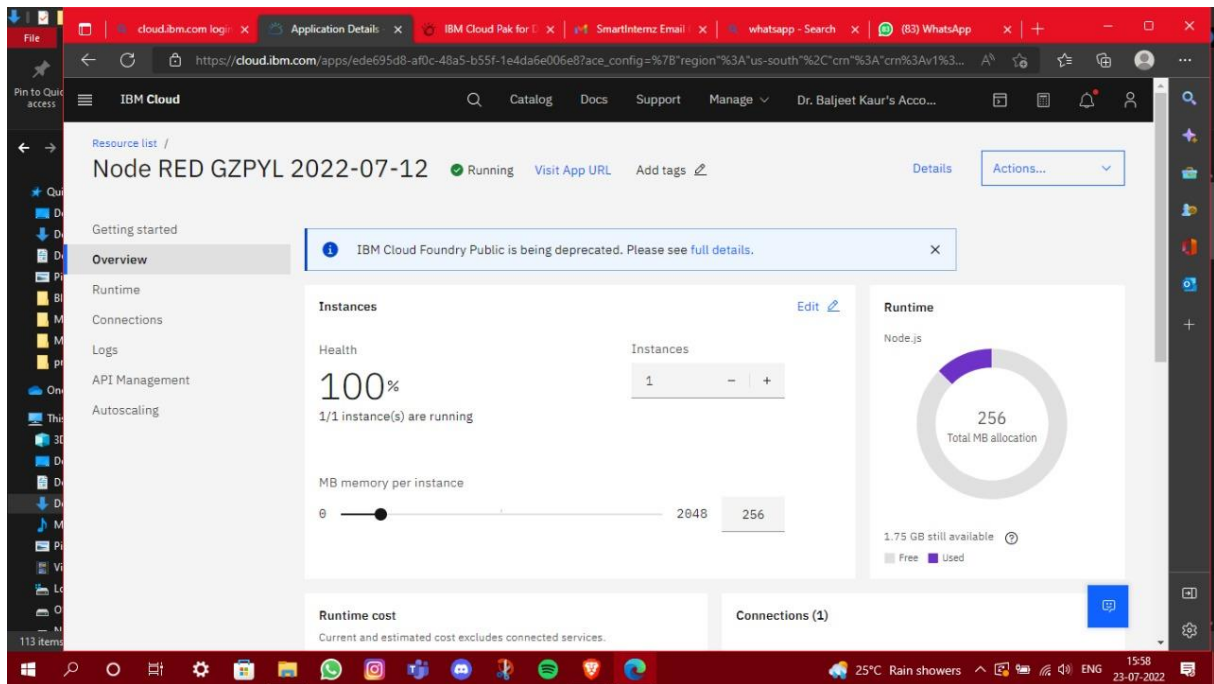 File
cloud.ibm.com login
Application Details
IBM Cloud Pak for D
SmartInternz Email
whatsapp - Search
(83) WhatsApp
https://cloud.ibm.com/apps/ede695d8-af0c-48a5-b55f-1e4da6e006e8?ace_config=%7B"region"%3A"us-south"%2C"crn"%3A"crn%3Av1%3...
Pin to Quic
access
IBM Cloud
Catalog
Docs
Support
Manage
Dr. Baljeet Kaur's Acco...
Resource list /
Node RED GZPYL 2022-07-12
Running
Visit App URL
Add tags
Details
Actions...
Getting started
Overview
Runtime
Connections
Logs
API Management
Autoscaling
IBM Cloud Foundry Public is being deprecated. Please see full details.
Instances
Edit
Health
100%
1/1 instance(s) are running
Instances
1 - +
MB memory per instance
0
2048
256
Runtime
Node.js
256
Total MB allocation
1.75 GB still available
Free
Used
Runtime cost
Current and estimated cost excludes connected services.
Connections (1)
113 items
25°C Rain showers
ENG
15:58
23-07-2022